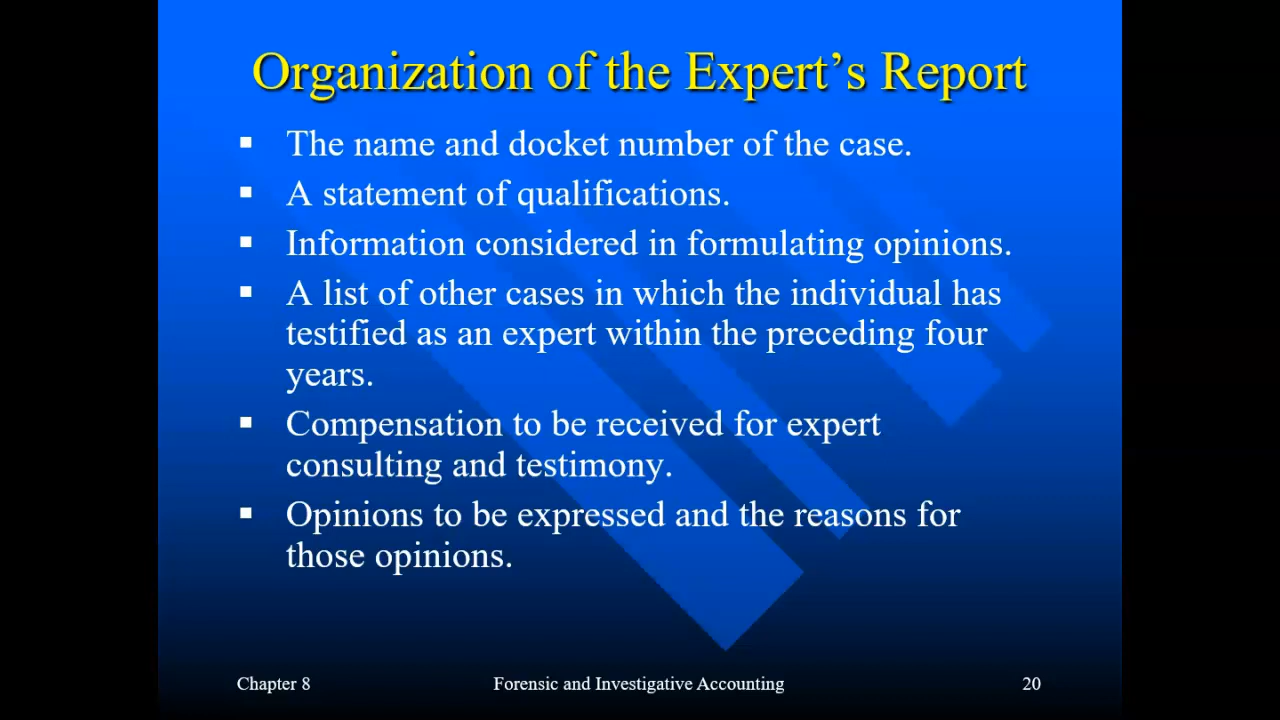 Organization of the Expert’s Report
▪ The name and docket number of the case.
▪ A statement of qualifications.
▪ Information considered in formulating opinions.
▪ A list of other cases in which the individual has
testified as an expert within the preceding four
years.
▪ Compensation to be received for expert
consulting and testimony.
▪ Opinions to be expressed and the reasons for
those opinions.
Chapter 8 Forensic and Investigative Accounting 20